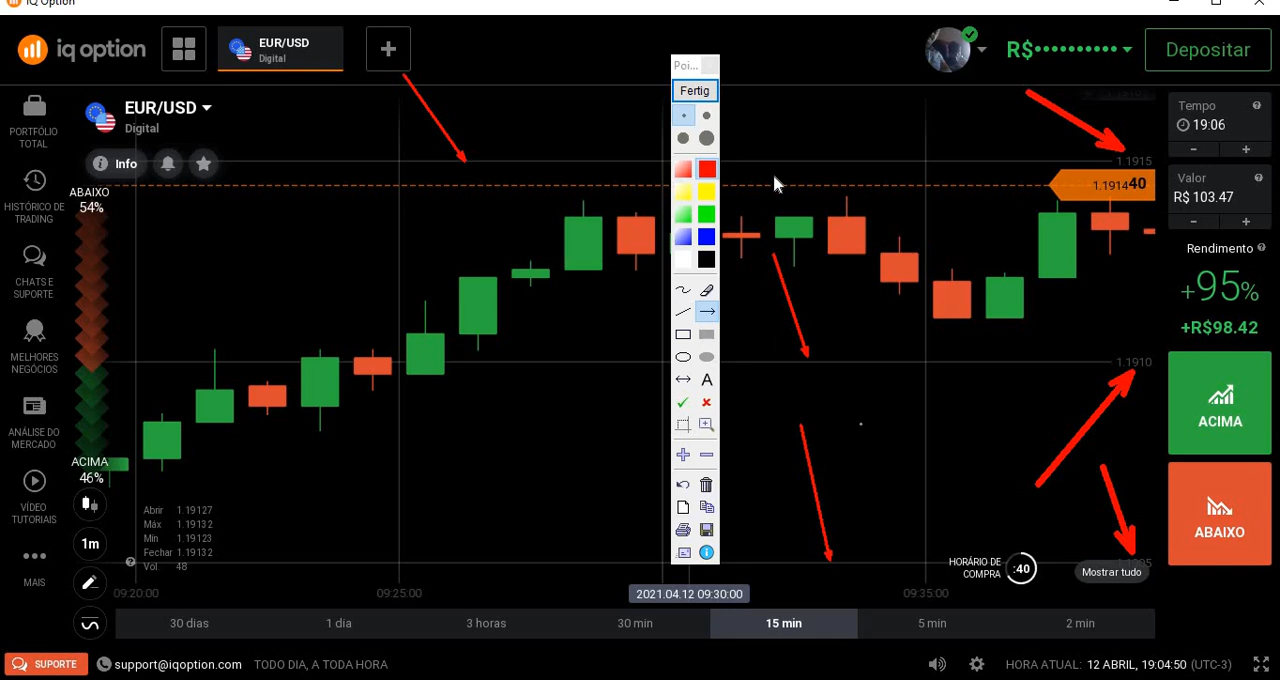 IQ Option
iq option
EUR/USD
Digital
R$••••••••••
Depositar
Poi...
Fertig
PORTFÓLIO
TOTAL
HISTÓRICO DE
TRADING
CHATS E
SUPORTE
MELHORES
NEGÓCIOS
ANÁLISE DO
MERCADO
VÍDEO
TUTORIAIS
MAIS
EUR/USD
Digital
Info
ABAIXO
54%
ACIMA
46%
1m
Abrir 1.19127
Máx 1.19132
Mín 1.19123
Fechar 1.19132
Vol. 48
A
1.1915
1.191440
1.1910
HORÁRIO DE
COMPRA
:40
Mostrar tudo
09:20:00
09:25:00
2021.04.12 09:30:00
09:35:00
30 dias
1 dia
3 horas
30 min
15 min
5 min
2 min
Tempo
19:06
Valor
R$ 103.47
Rendimento
+95%
+R$98.42
ACIMA
ABAIXO
SUPORTE
support@iqoption.com
TODO DIA, A TODA HORA
HORA ATUAL: 12 ABRIL, 19:04:50 (UTC-3)